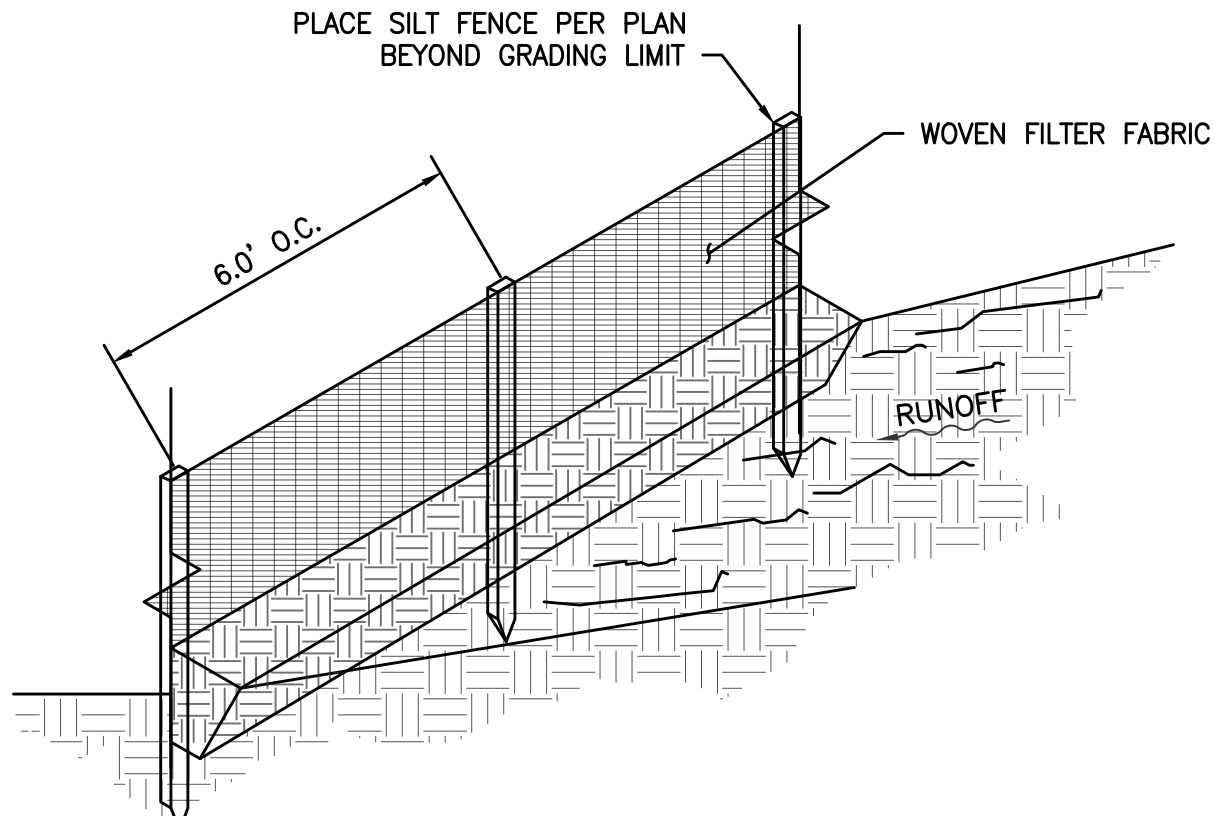 PLACE SILT FENCE PER PLAN
BEYOND GRADING LIMIT
WOVEN FILTER FABRIC
6.0' O.C.
RUNOFF